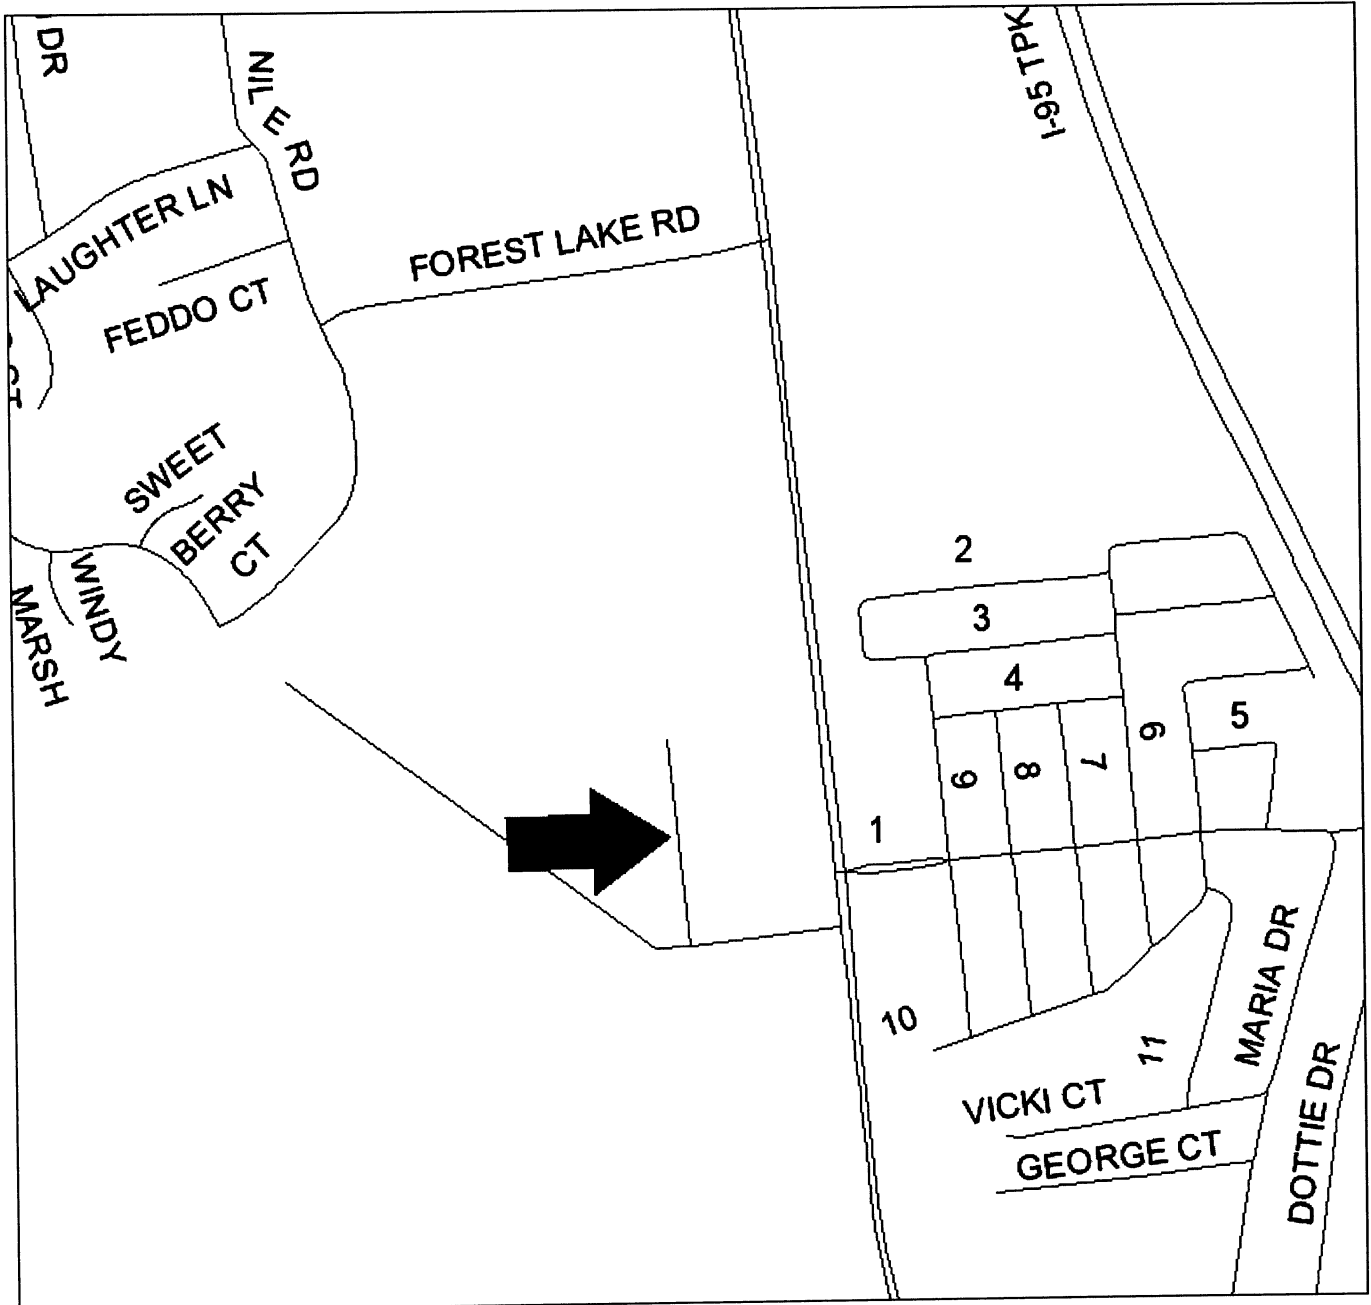 DR
NILE RD
I-95 TPK
LAUGHTER LN
FOREST LAKE RD
FEDDO CT
CT
SWEET
BERRY
CT
WINDY
MARSH
2
3
4
5
6
7
8
9
1
10
11
MARIA DR
VICKI CT
GEORGE CT
DOTTIE DR